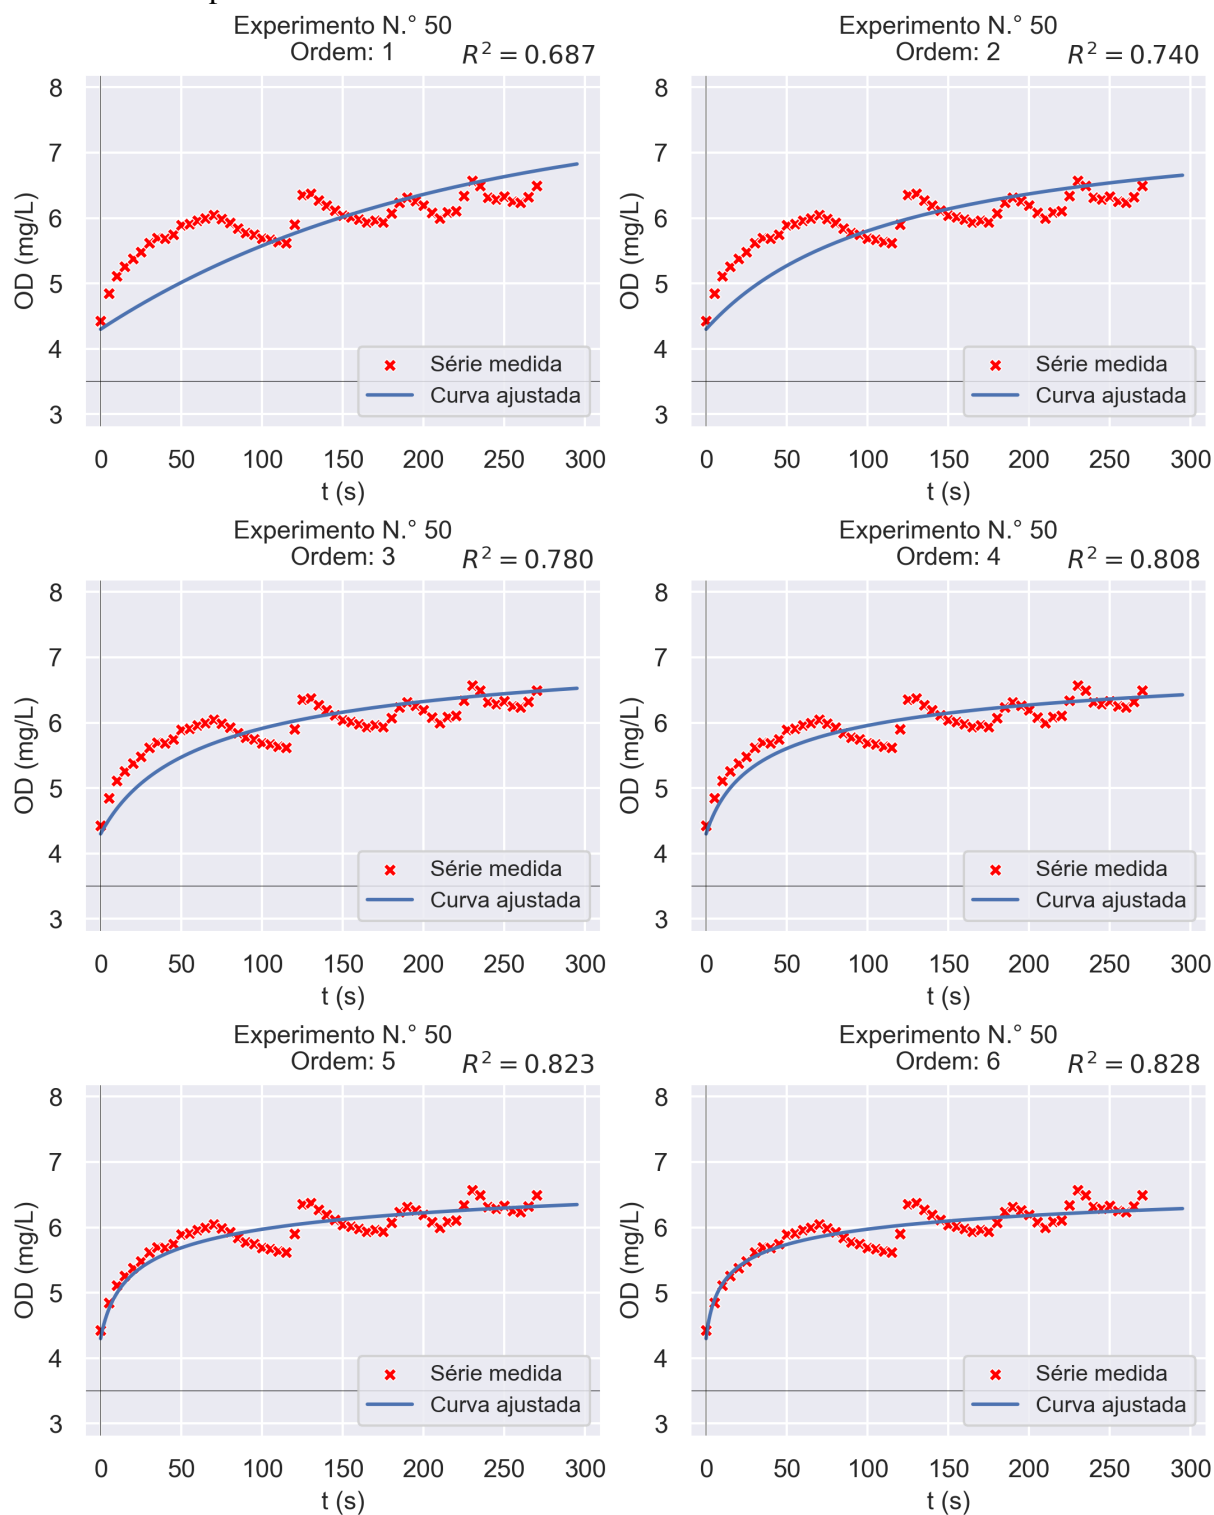 Experimento N.° 50
Ordem: 1
R² = 0.687
8
7
6
5
4
3
OD (mg/L)
Série medida
Curva ajustada
0 50 100 150 200 250 300
t (s)
Experimento N.° 50
Ordem: 2
R² = 0.740
8
7
6
5
4
3
OD (mg/L)
Série medida
Curva ajustada
0 50 100 150 200 250 300
t (s)
Experimento N.° 50
Ordem: 3
R² = 0.780
8
7
6
5
4
3
OD (mg/L)
Série medida
Curva ajustada
0 50 100 150 200 250 300
t (s)
Experimento N.° 50
Ordem: 4
R² = 0.808
8
7
6
5
4
3
OD (mg/L)
Série medida
Curva ajustada
0 50 100 150 200 250 300
t (s)
Experimento N.° 50
Ordem: 5
R² = 0.823
8
7
6
5
4
3
OD (mg/L)
Série medida
Curva ajustada
0 50 100 150 200 250 300
t (s)
Experimento N.° 50
Ordem: 6
R² = 0.828
8
7
6
5
4
3
OD (mg/L)
Série medida
Curva ajustada
0 50 100 150 200 250 300
t (s)